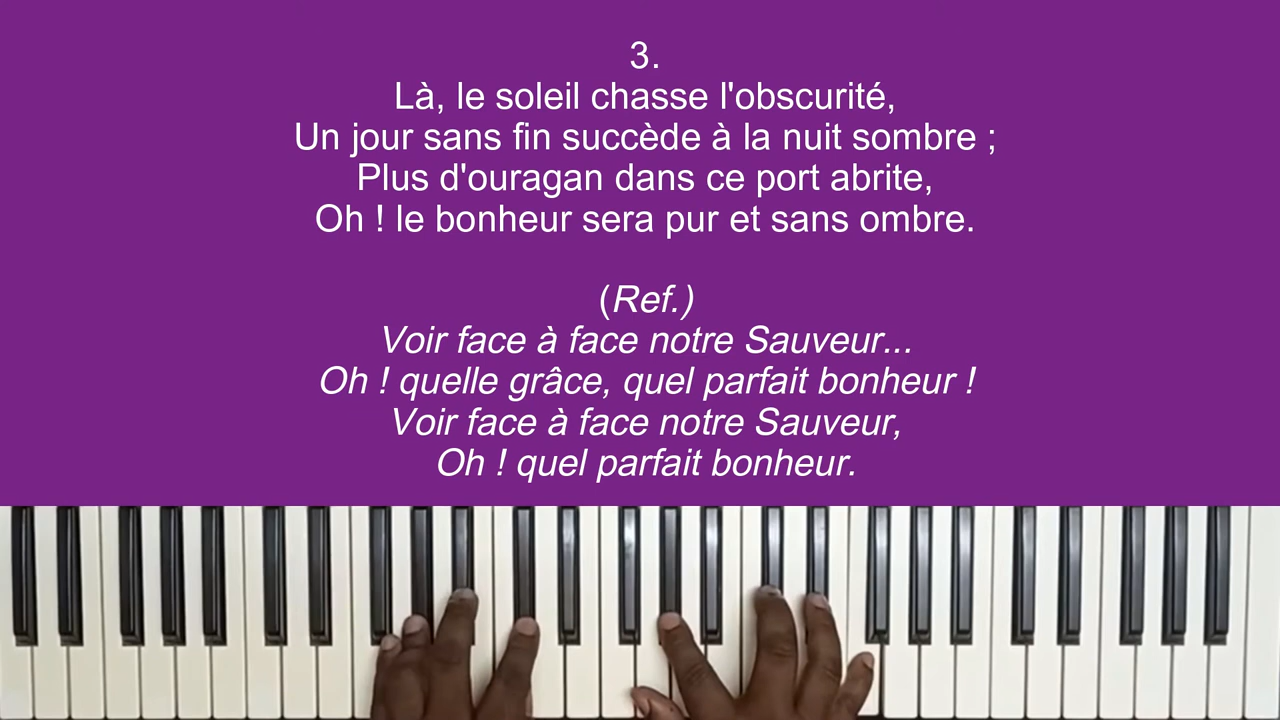 3.
Là, le soleil chasse l'obscurité,
Un jour sans fin succède à la nuit sombre ;
Plus d'ouragan dans ce port abrite,
Oh ! le bonheur sera pur et sans ombre.
(Ref.)
Voir face à face notre Sauveur...
Oh ! quelle grâce, quel parfait bonheur !
Voir face à face notre Sauveur,
Oh ! quel parfait bonheur.